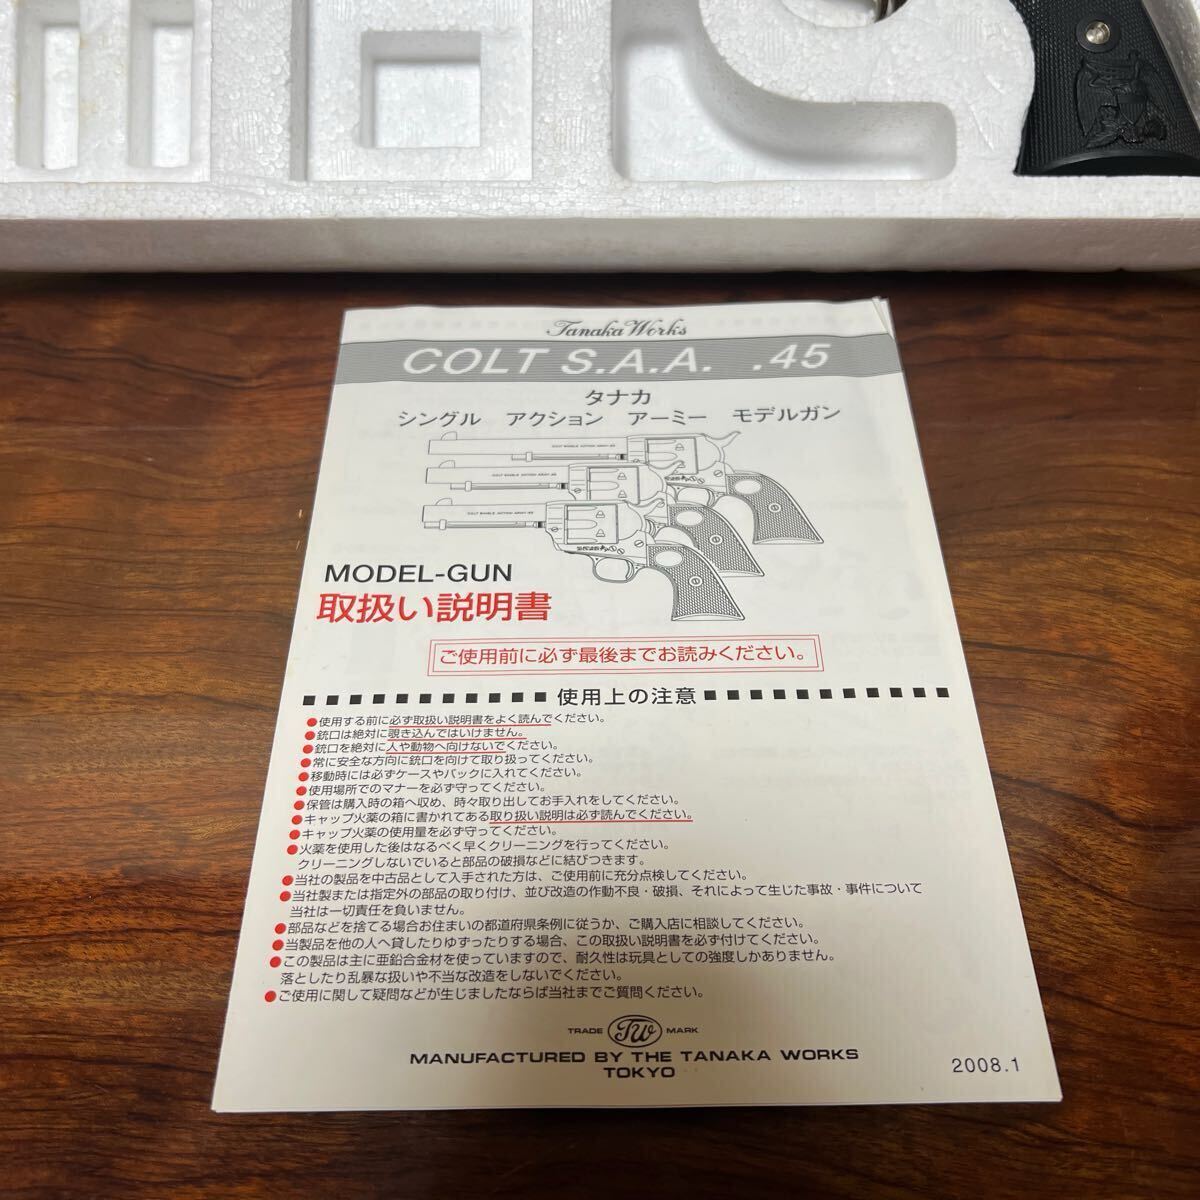 Tanaka Works
COLT S.A.A. .45
タナカ
シングル アクション アーミー モデルガン
COLT SINGLE ACTION ARMY .45
COLT SINGLE ACTION ARMY .45
COLT SINGLE ACTION ARMY .45
MODEL-GUN
取扱い説明書
ご使用前に必ず最後までお読みください。
使用上の注意
●使用する前に必ず取扱い説明書をよく読んでください。
●銃口は絶対に覗き込んではいけません。
●銃口を絶対に人や動物へ向けないでください。
●常に安全な方向に銃口を向けて取り扱ってください。
●移動時には必ずケースやバックに入れてください。
●使用場所でのマナーを必ず守ってください。
●保管は購入時の箱へ収め、時々取り出してお手入れをしてください。
●キャップ火薬の箱に書かれてある取り扱い説明は必ず読んでください。
●キャップ火薬の使用量を必ず守ってください。
●火薬を使用した後はなるべく早くクリーニングを行ってください。
クリーニングしないでいると部品の破損などに結びつきます。
●当社の製品を中古品として入手された方は、ご使用前に充分点検してください。
●当社製または指定外の部品の取り付け、並び改造の作動不良・破損、それによって生じた事故・事件について
当社は一切責任を負いません。
●部品などを捨てる場合お住まいの都道府県条例に従うか、ご購入店に相談してください。
●当製品を他の人へ貸したりゆずったりする場合、この取扱い説明書を必ず付けてください。
●この製品は主に亜鉛合金材を使っていますので、耐久性は玩具としての強度しかありません。
落としたり乱暴な扱いや不当な改造をしないでください。
●ご使用に関して疑問などが生じましたならば当社までご質問ください。
TRADE TW MARK
MANUFACTURED BY THE TANAKA WORKS
TOKYO
2008.1